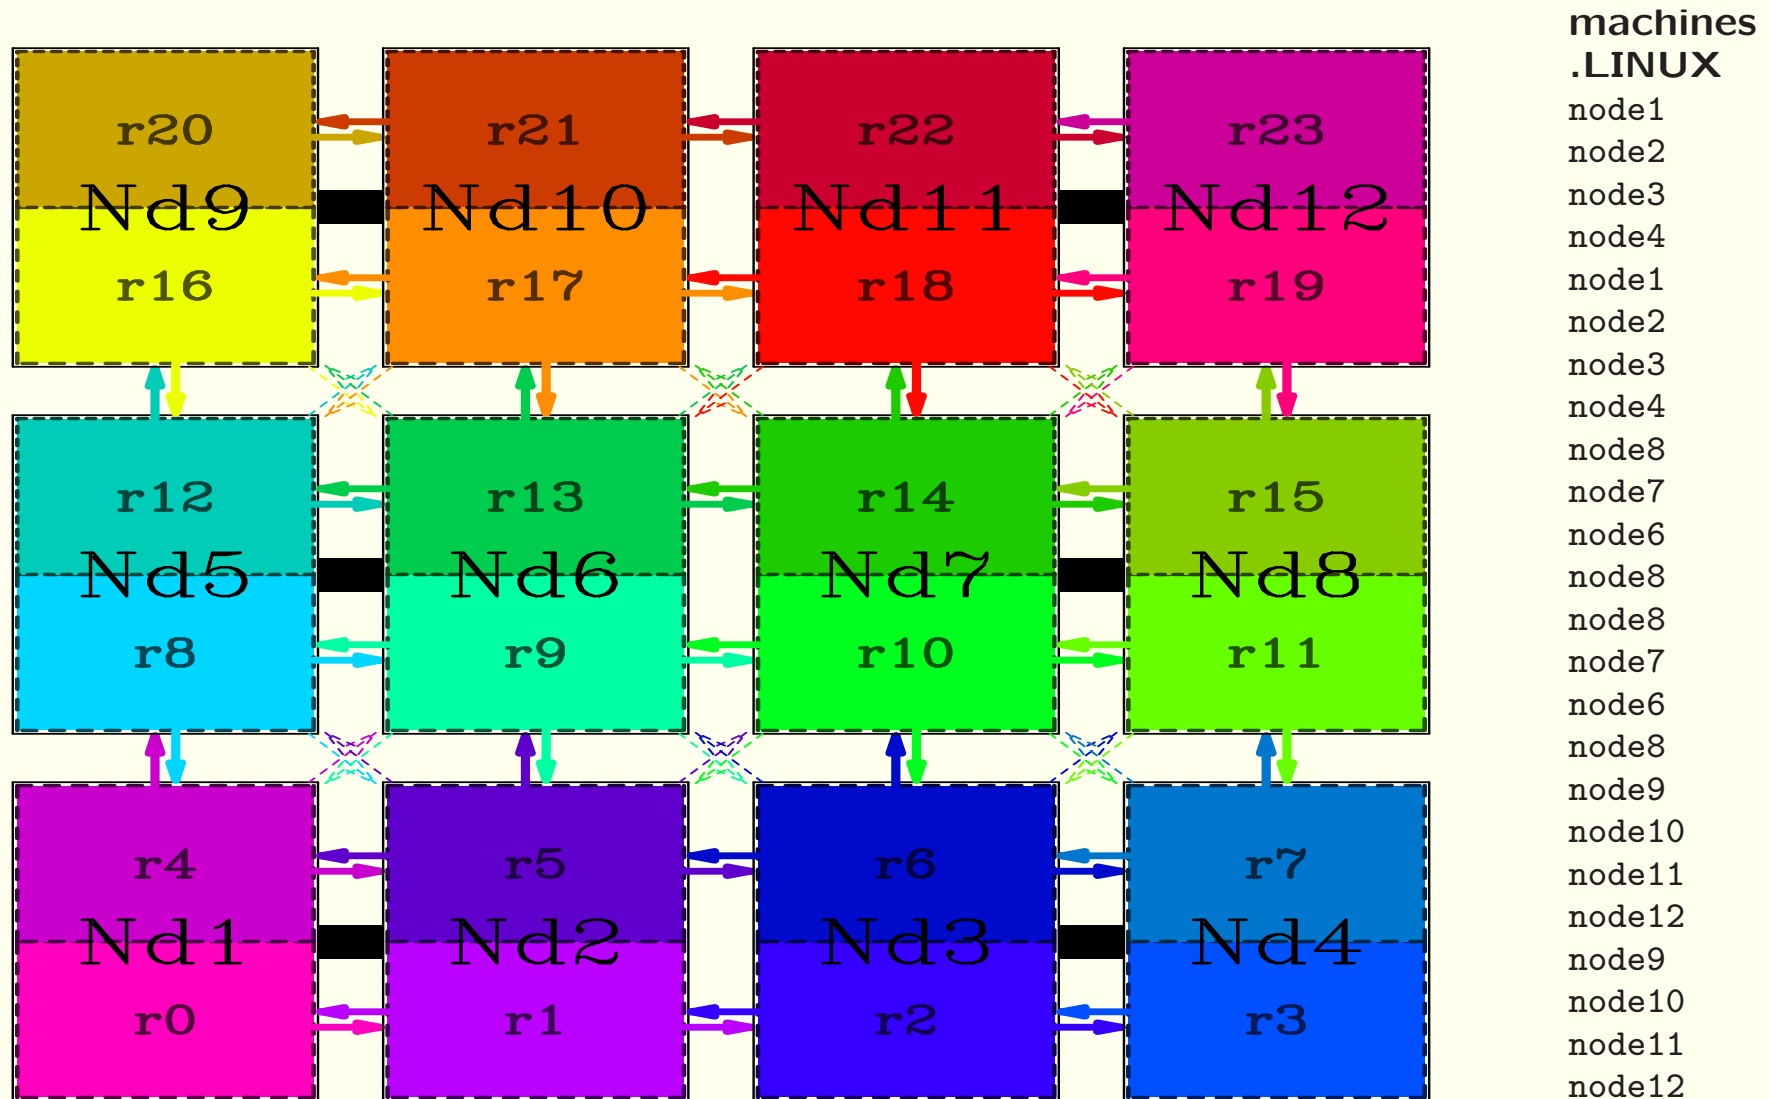 machines
.LINUX
r20 r21 r22 r23
Nd9 Nd10 Nd11 Nd12
r16 r17 r18 r19
r12 r13 r14 r15
Nd5 Nd6 Nd7 Nd8
r8 r9 r10 r11
r4 r5 r6 r7
Nd1 Nd2 Nd3 Nd4
r0 r1 r2 r3
node1
node2
node3
node4
node1
node2
node3
node4
node8
node7
node6
node8
node8
node7
node6
node8
node9
node10
node11
node12
node9
node10
node11
node12